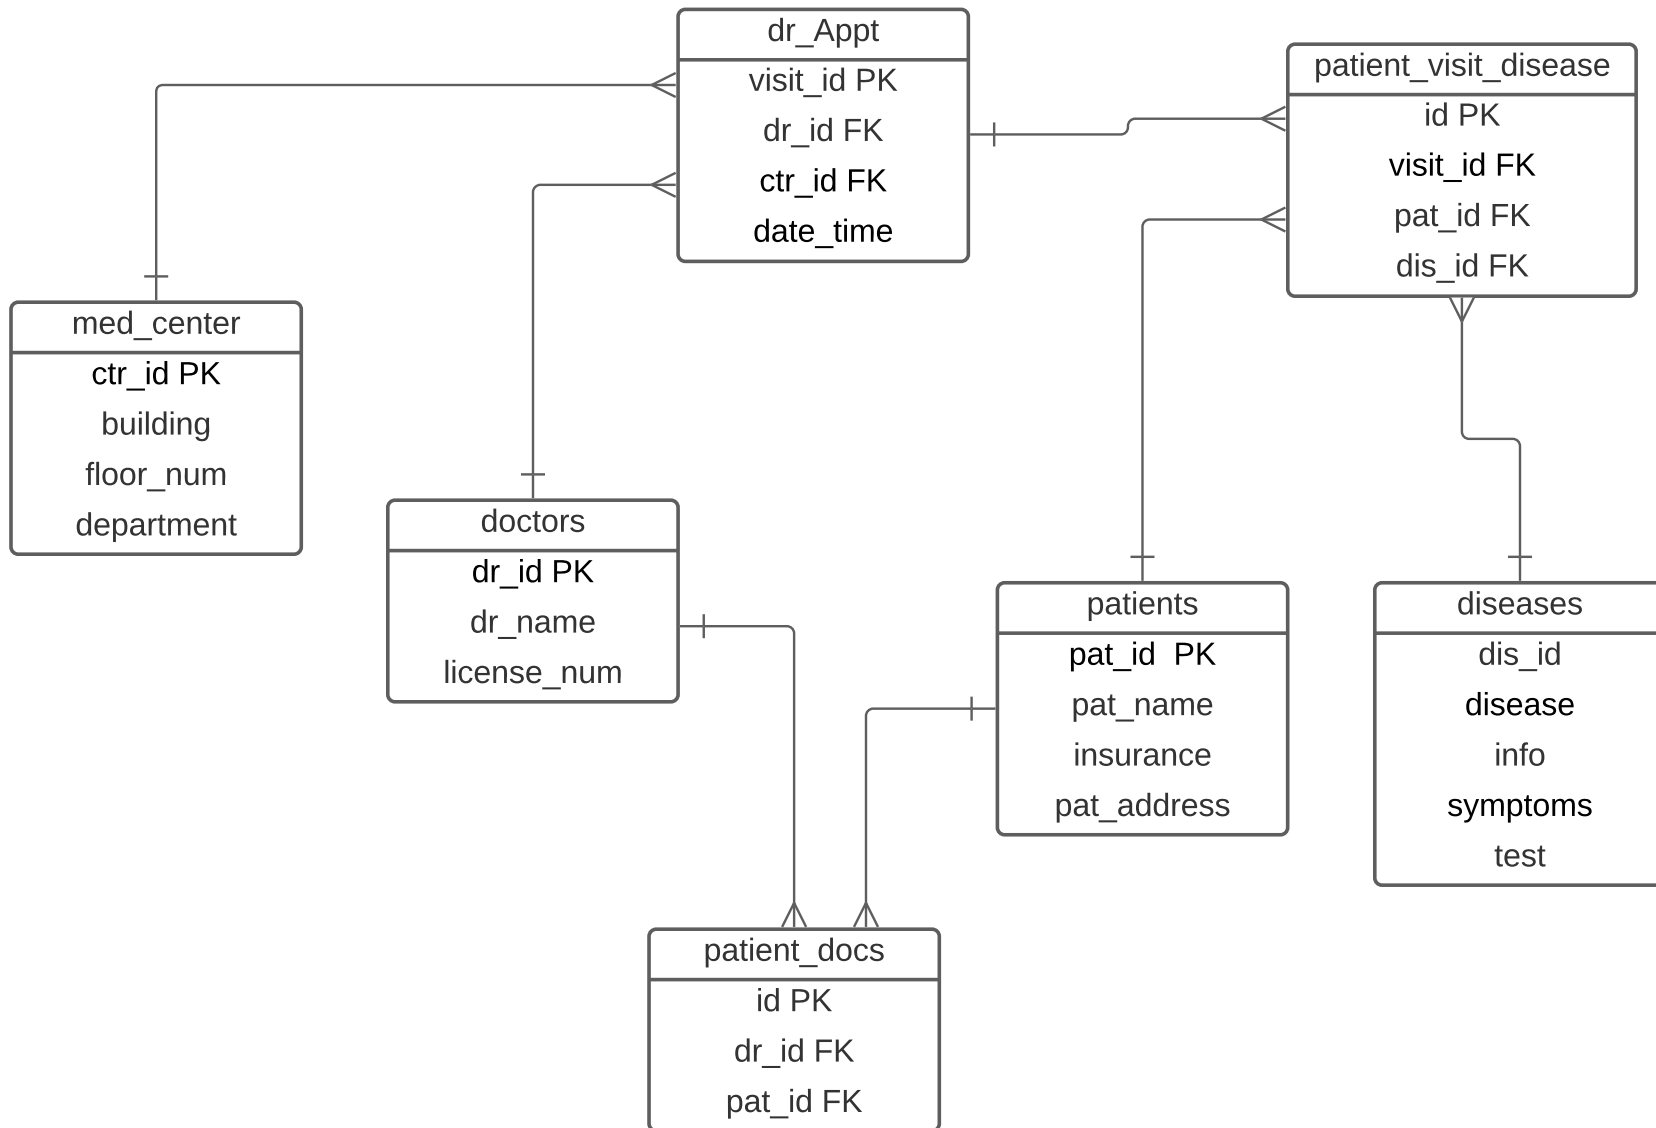 dr_Appt
visit_id PK
dr_id FK
ctr_id FK
date_time
patient_visit_disease
id PK
visit_id FK
pat_id FK
dis_id FK
med_center
ctr_id PK
building
floor_num
department
doctors
dr_id PK
dr_name
license_num
patients
pat_id  PK
pat_name
insurance
pat_address
diseases
dis_id
disease
info
symptoms
test
patient_docs
id PK
dr_id FK
pat_id FK